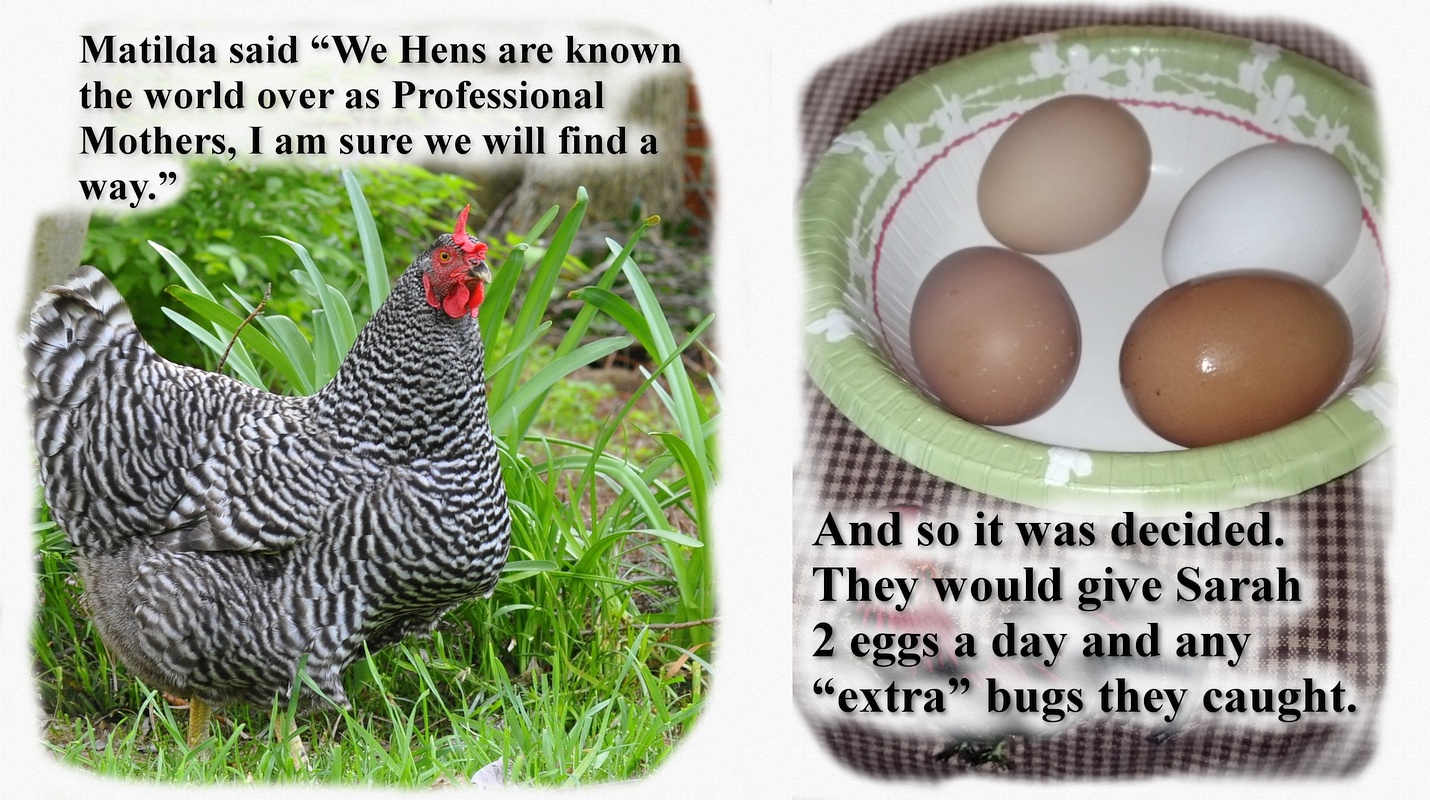 Matilda said “We Hens are known
the world over as Professional
Mothers, I am sure we will find a
way.”
And so it was decided.
They would give Sarah
2 eggs a day and any
“extra” bugs they caught.